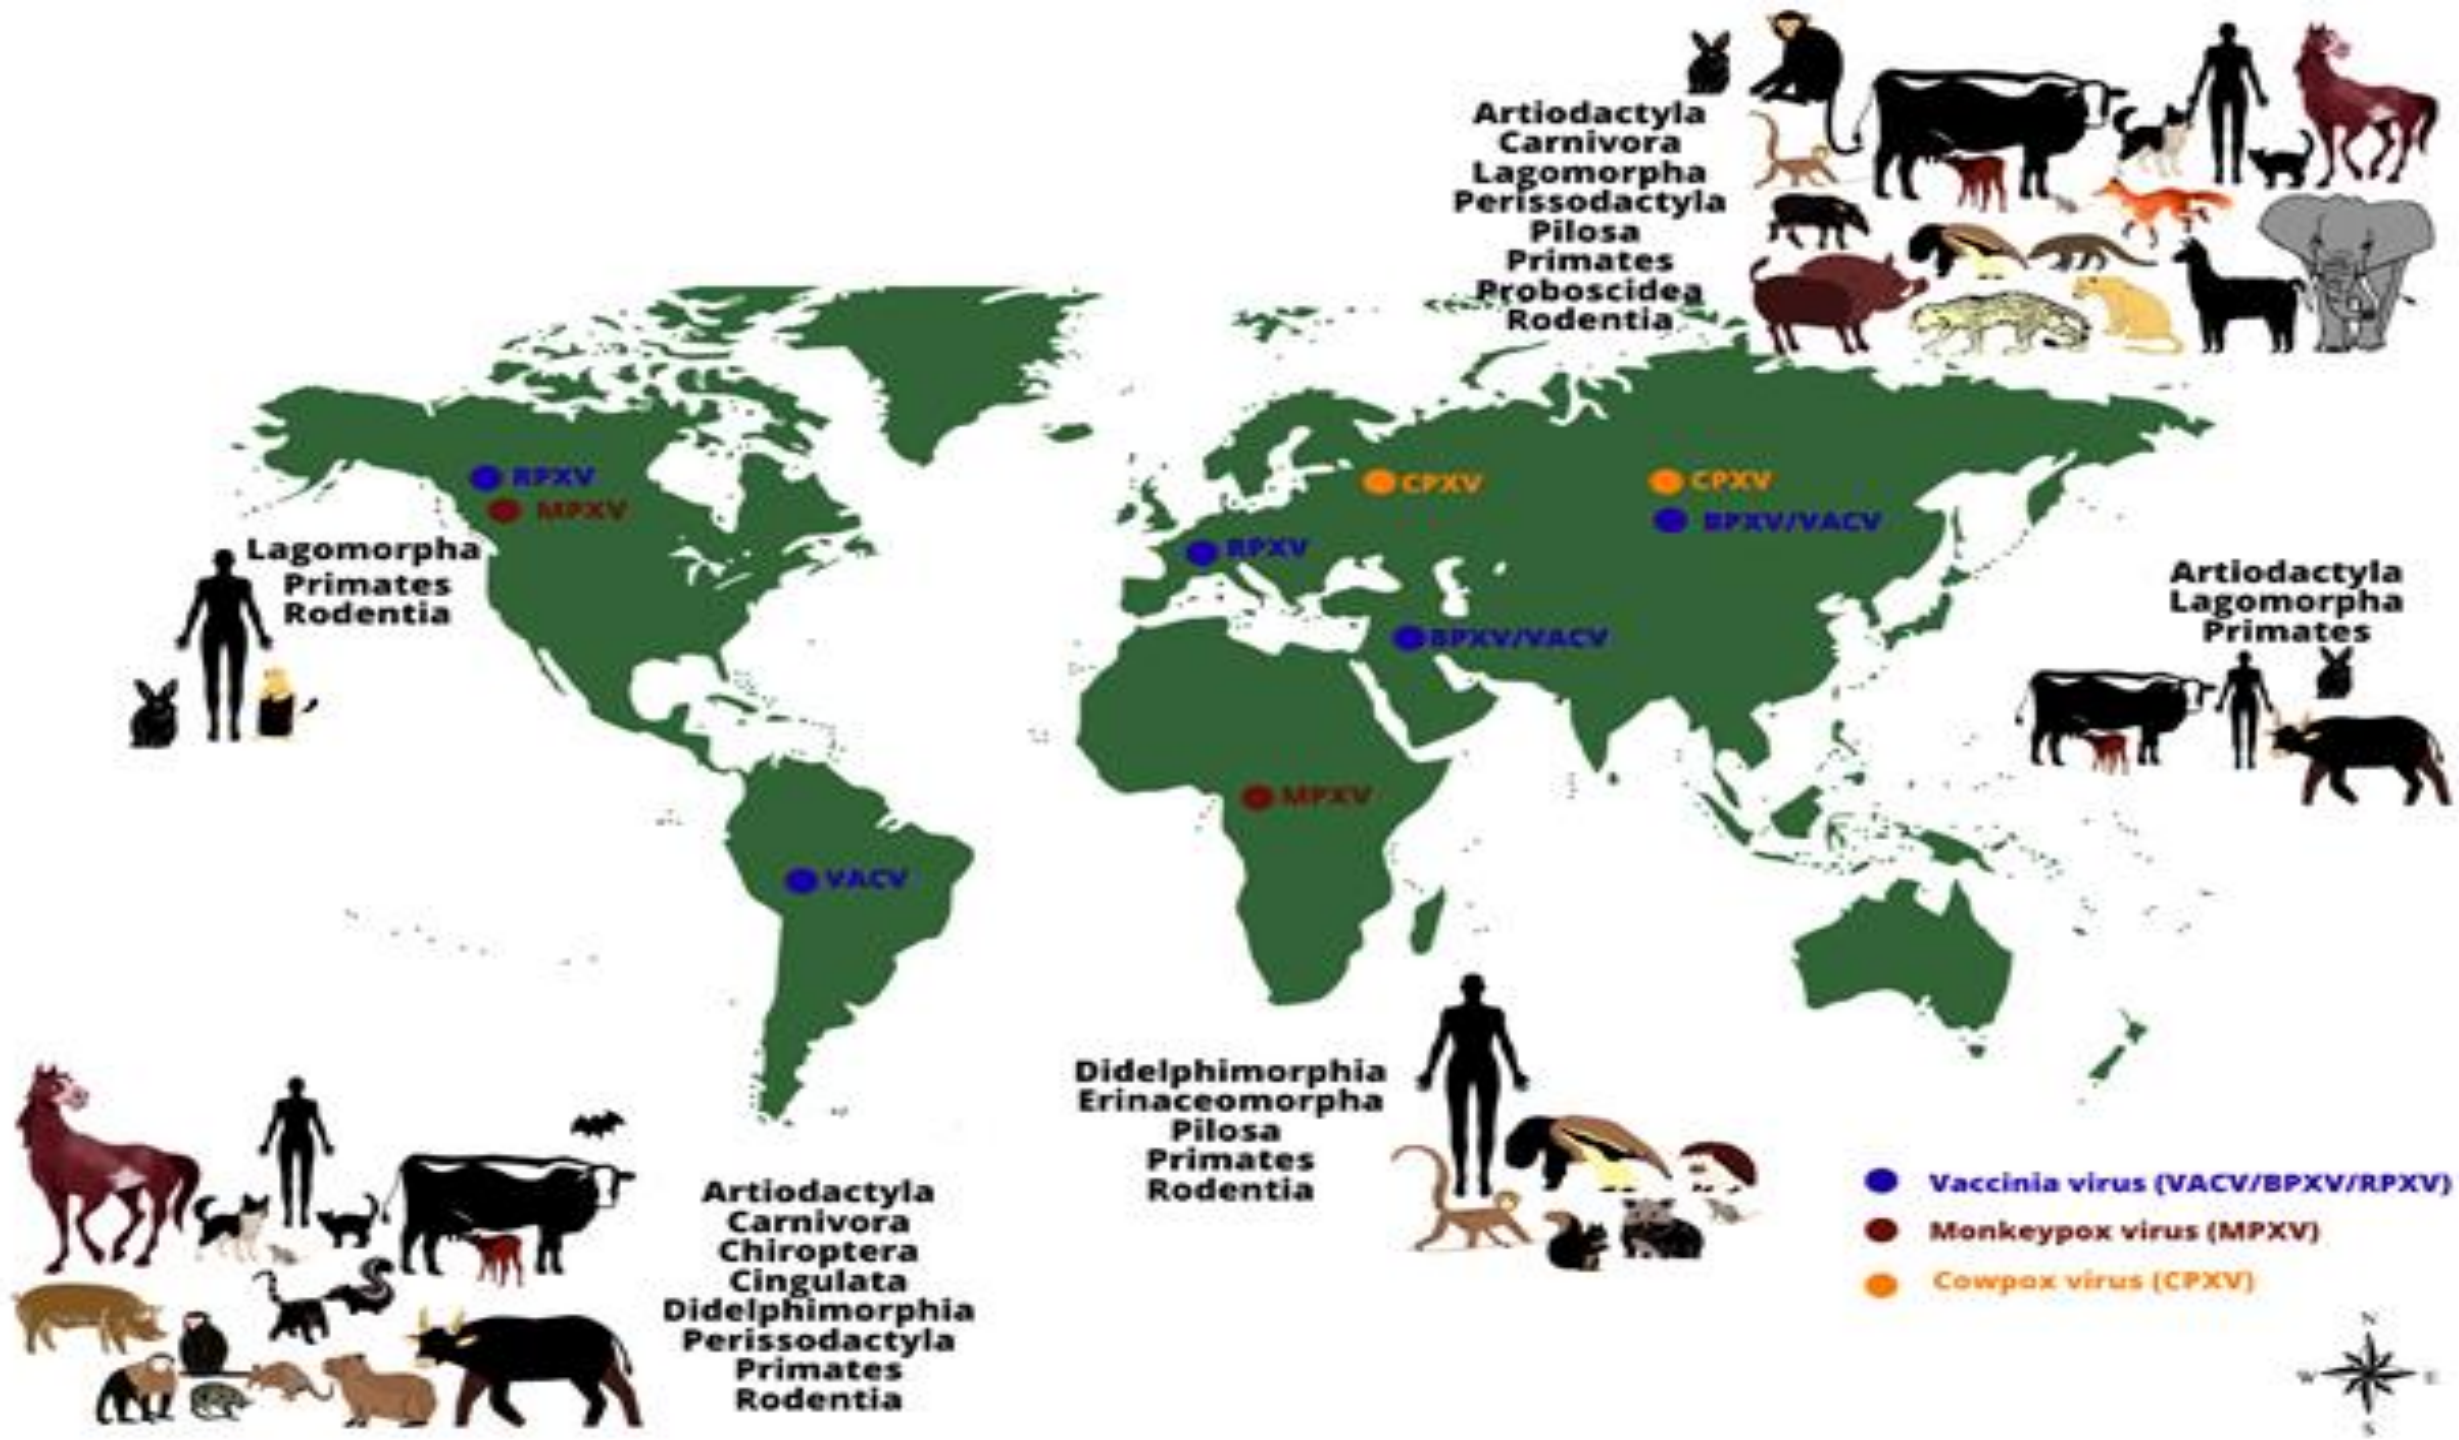 Artiodactyla
Carnivora
Lagomorpha
Perissodactyla
Pilosa
Primates
Proboscidea
Rodentia
RPXV
MPXV
CPXV
CPXV
BPXV/VACV
RPXV
BPXV/VACV
Lagomorpha
Primates
Rodentia
Artiodactyla
Lagomorpha
Primates
MPXV
VACV
Didelphimorphia
Erinaceomorpha
Pilosa
Primates
Rodentia
Artiodactyla
Carnivora
Chiroptera
Cingulata
Didelphimorphia
Perissodactyla
Primates
Rodentia
Vaccinia virus (VACV/BPXV/RPXV)
Monkeypox virus (MPXV)
Cowpox virus (CPXV)
N
W E
S